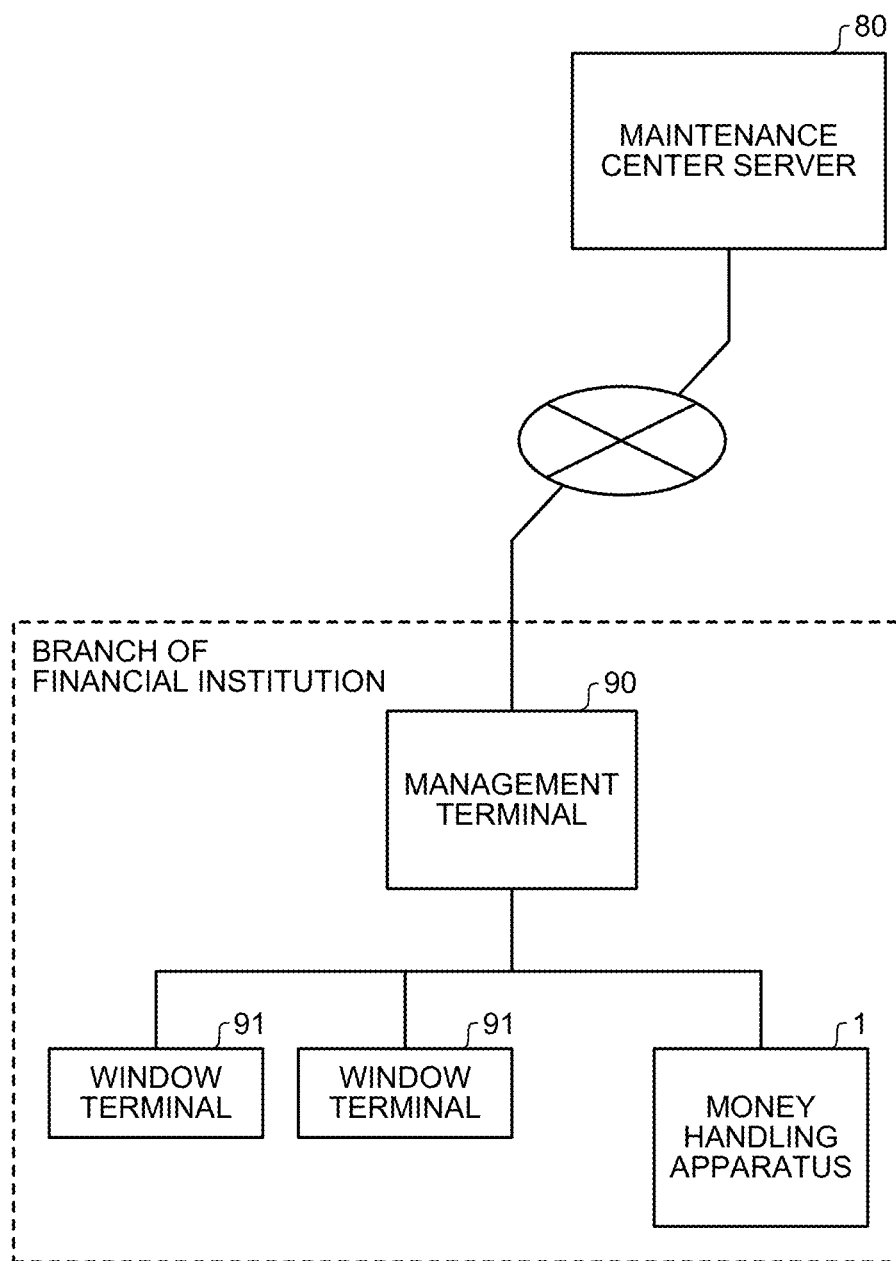 80
MAINTENANCE
CENTER SERVER
BRANCH OF
FINANCIAL INSTITUTION
90
MANAGEMENT
TERMINAL
91
WINDOW
TERMINAL
91
WINDOW
TERMINAL
1
MONEY
HANDLING
APPARATUS